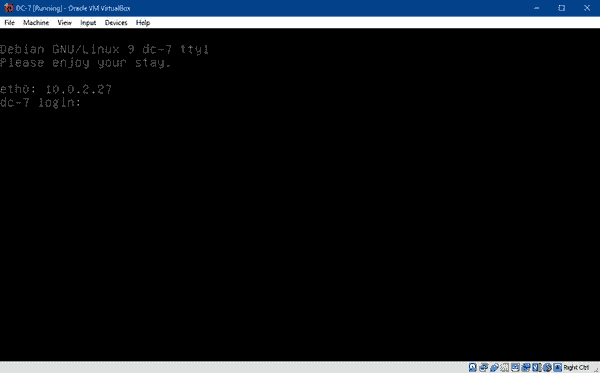 DC-7 [Running] - Oracle VM VirtualBox
File Machine View Input Devices Help
Debian GNU/Linux 9 dc-7 tty1
Please enjoy your stay.
eth0: 10.0.2.27
dc-7 login:
Right Ctrl